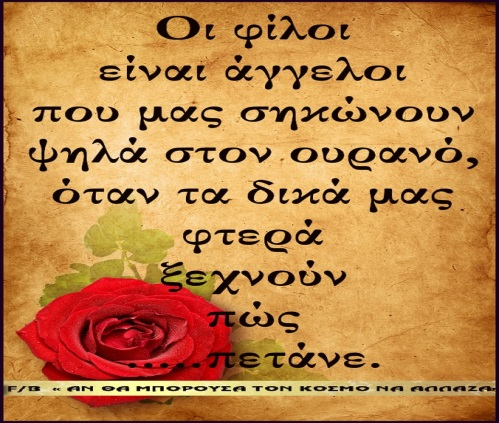 Οι φίλοι
είναι άγγελοι
που μας σηκώνουν
ψηλά στον ουρανό,
όταν τα δικά μας
φτερά
ξεχνούν
πώς
......πετάνε.
F/B « ΑΝ ΘΑ ΜΠΟΡΟΥΣΑ ΤΟΝ ΚΟΣΜΟ ΝΑ ΑΛΛΑΖΑ